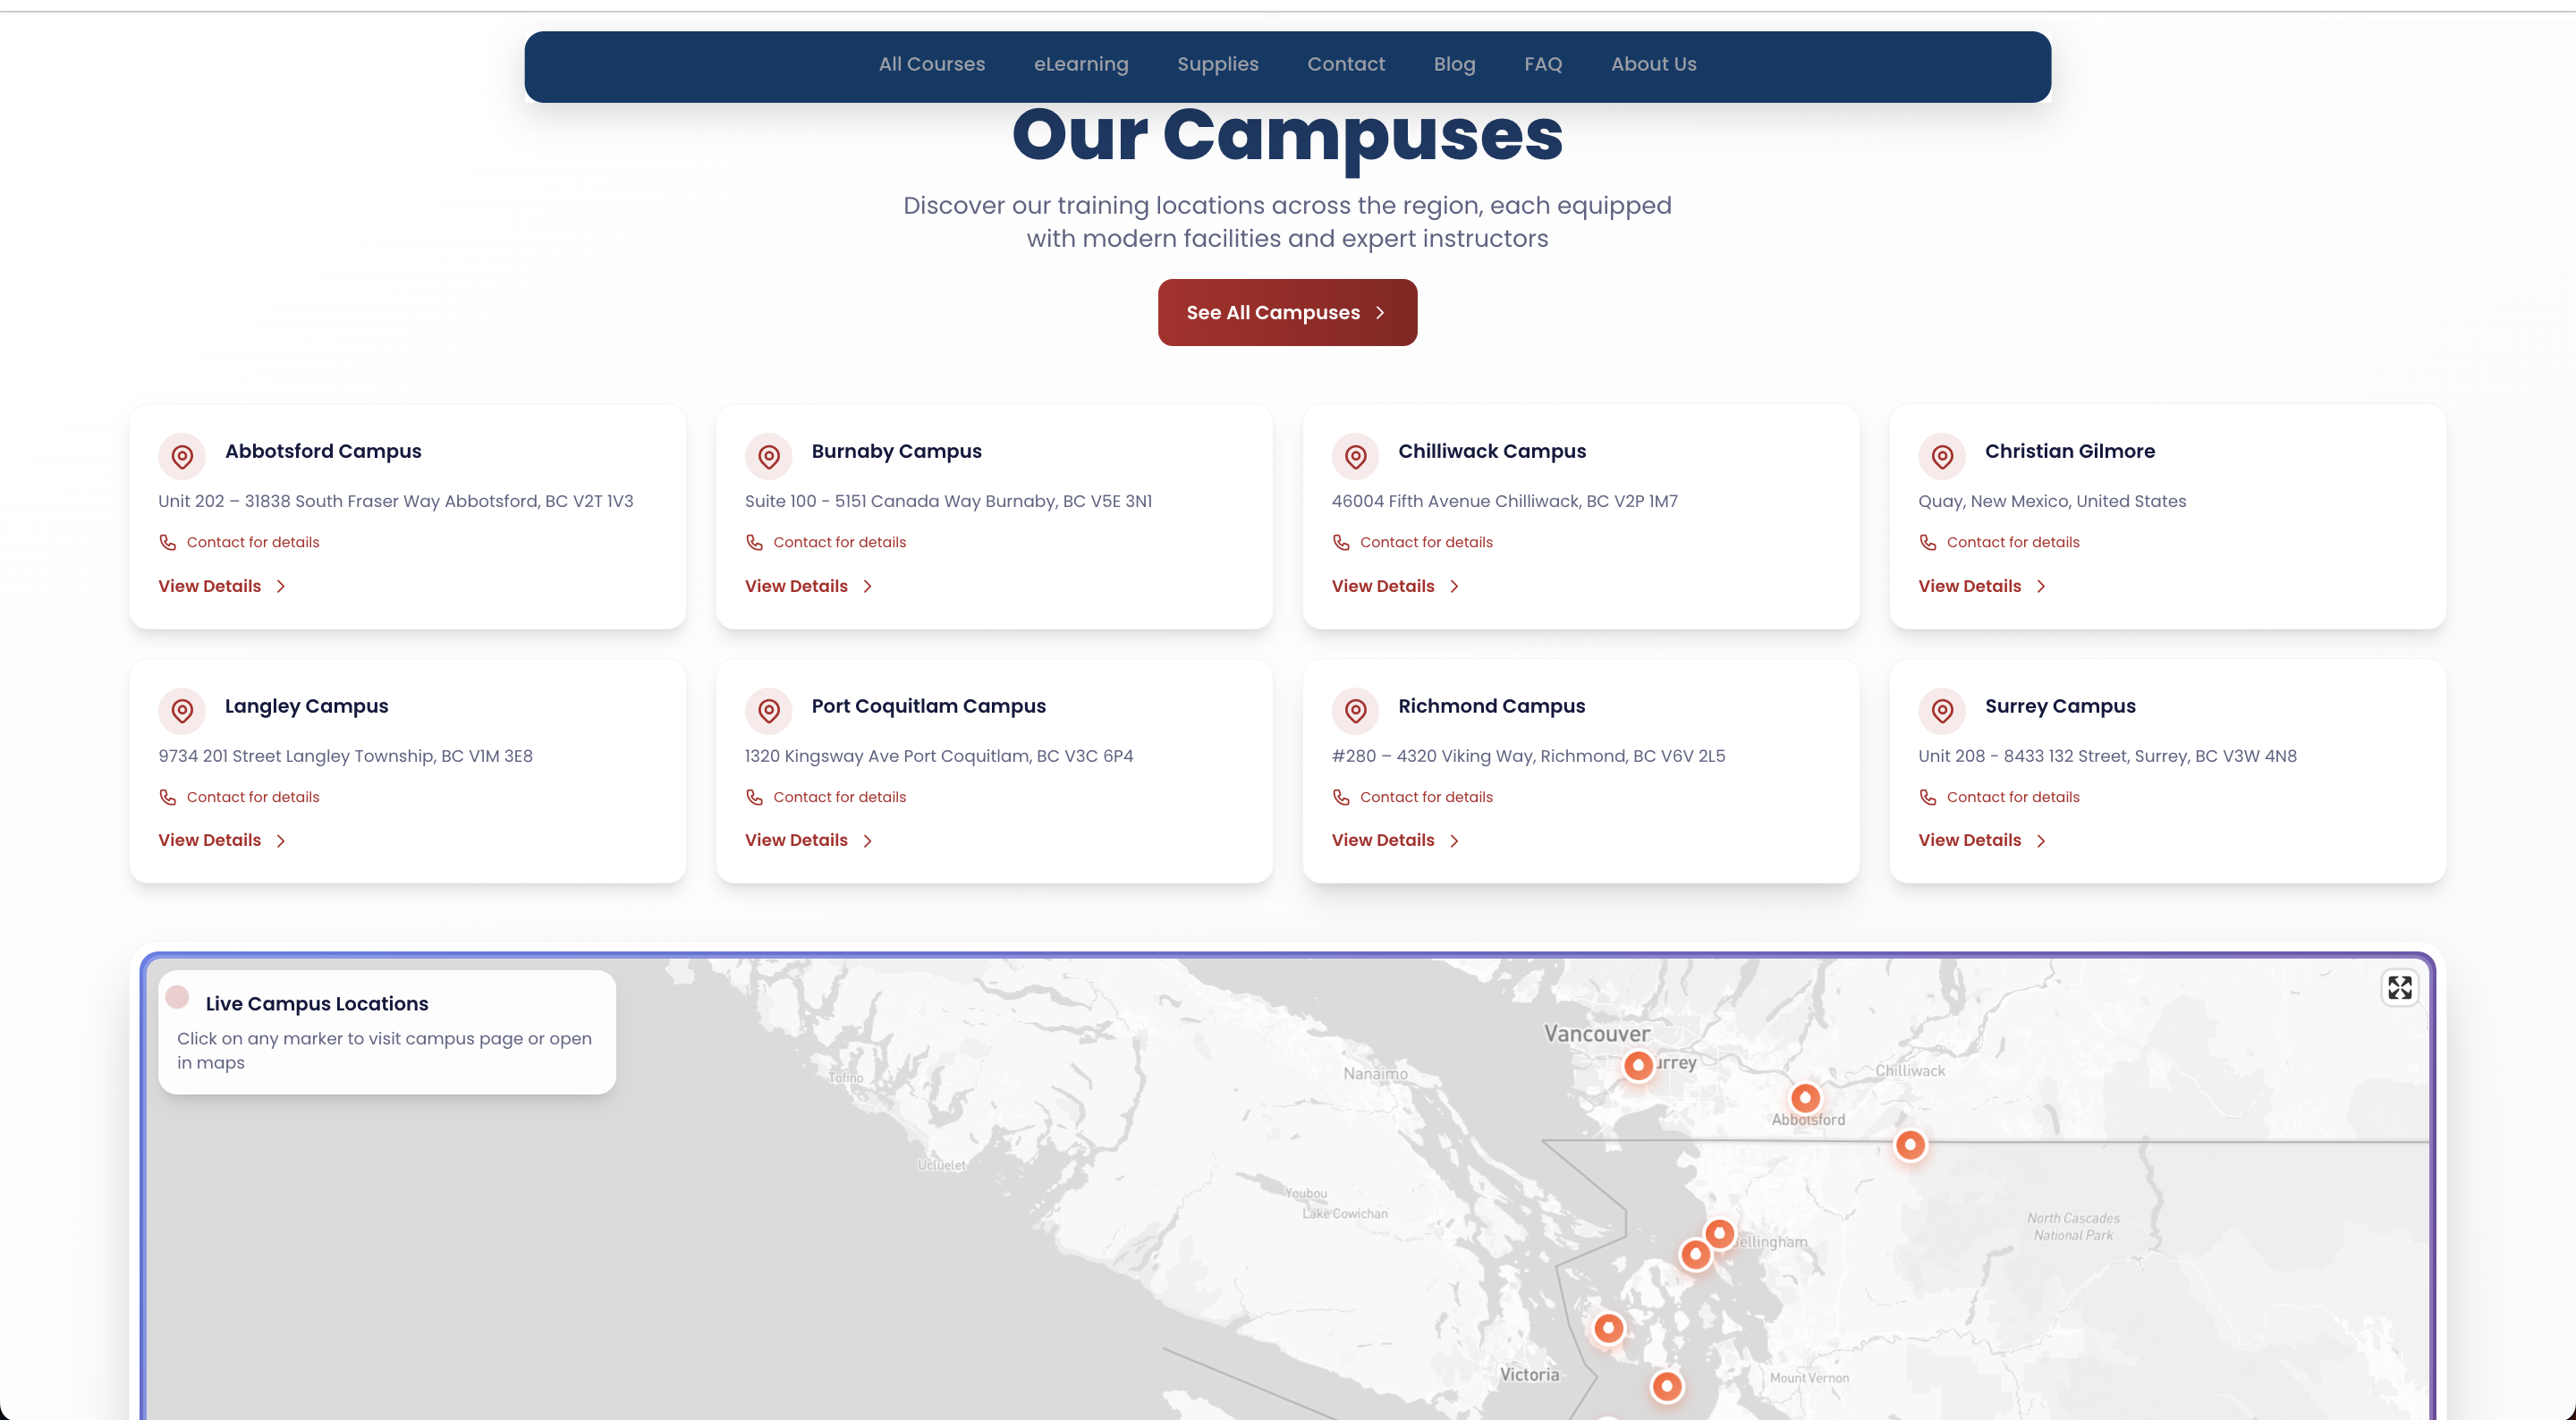 All Courses eLearning Supplies Contact Blog FAQ About Us
Our Campuses
Discover our training locations across the region, each equipped
with modern facilities and expert instructors
See All Campuses
Abbotsford Campus
Unit 202 – 31838 South Fraser Way Abbotsford, BC V2T 1V3
Contact for details
View Details
Burnaby Campus
Suite 100 - 5151 Canada Way Burnaby, BC V5E 3N1
Contact for details
View Details
Chilliwack Campus
46004 Fifth Avenue Chilliwack, BC V2P 1M7
Contact for details
View Details
Christian Gilmore
Quay, New Mexico, United States
Contact for details
View Details
Langley Campus
9734 201 Street Langley Township, BC V1M 3E8
Contact for details
View Details
Port Coquitlam Campus
1320 Kingsway Ave Port Coquitlam, BC V3C 6P4
Contact for details
View Details
Richmond Campus
#280 – 4320 Viking Way, Richmond, BC V6V 2L5
Contact for details
View Details
Surrey Campus
Unit 208 - 8433 132 Street, Surrey, BC V3W 4N8
Contact for details
View Details
Live Campus Locations
Click on any marker to visit campus page or open
in maps
Vancouver
urrey
Tofino
Nanaimo
Chilliwack
Abbotsford
Ucluelet
Youbou
Lake Cowichan
North Cascades
National Park
ellingham
Victoria
Mount Vernon